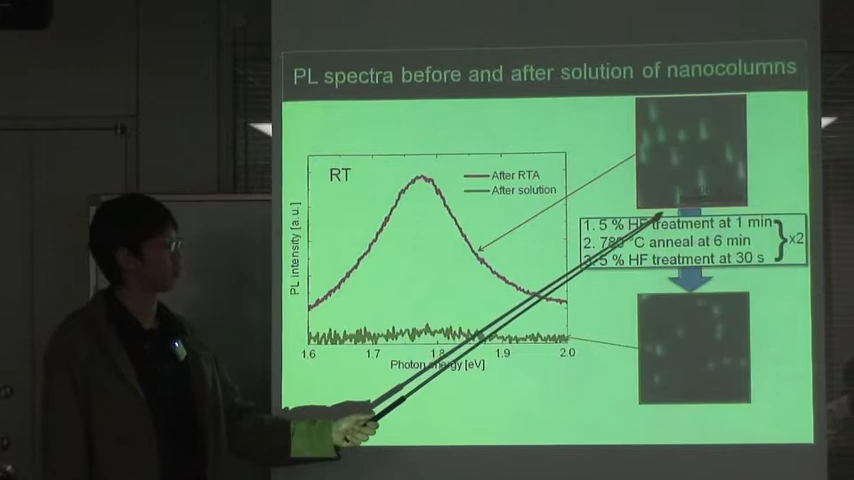 PL spectra before and after solution of nanocolumns
RT
After RTA
After solution
PL intensity [a.u.]
1.6 1.7 1.8 1.9 2.0
Photon energy [eV]
1. 5 % HF treatment at 1 min
2. 780 °C anneal at 6 min
3. 5 % HF treatment at 30 s
x2